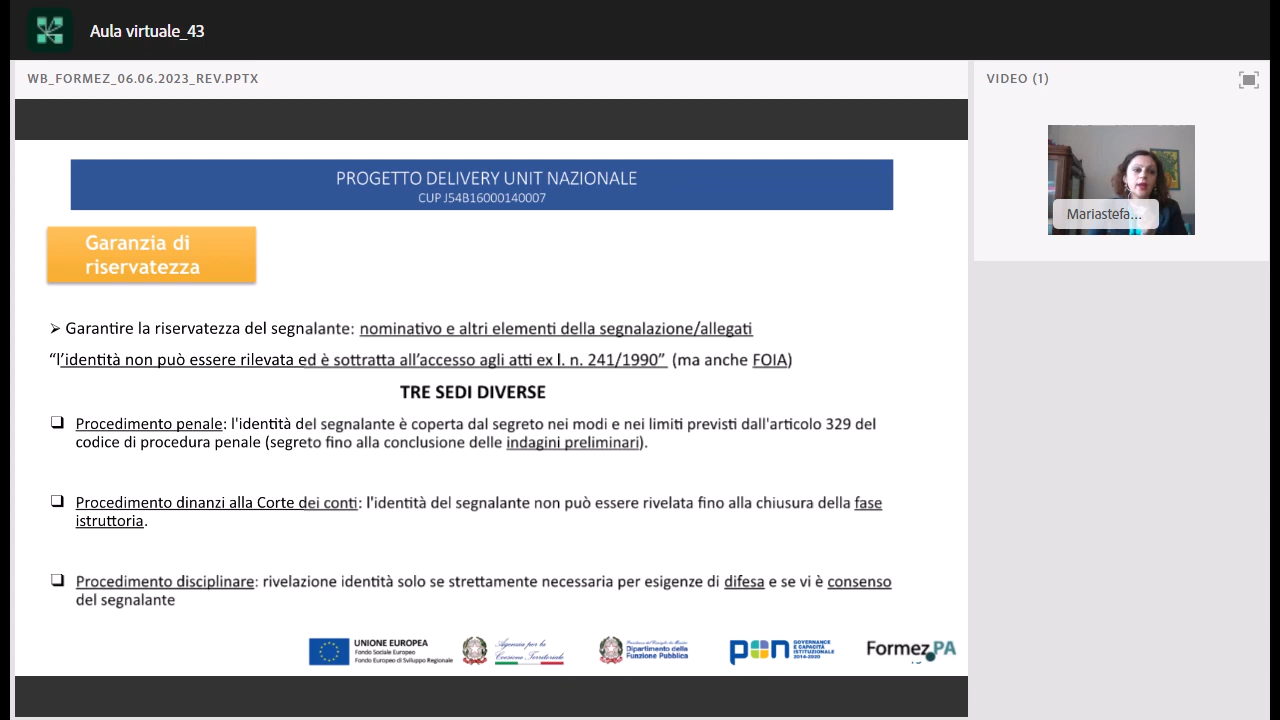 Aula virtuale_43
WB_FORMEZ_06.06.2023_REV.PPTX
VIDEO (1)
Mariastefa...
PROGETTO DELIVERY UNIT NAZIONALE
CUP J54B16000140007
Garanzia di
riservatezza
➢ Garantire la riservatezza del segnalante: nominativo e altri elementi della segnalazione/allegati
“l’identità non può essere rilevata ed è sottratta all’accesso agli atti ex l. n. 241/1990” (ma anche FOIA)
TRE SEDI DIVERSE
❑ Procedimento penale: l'identità del segnalante è coperta dal segreto nei modi e nei limiti previsti dall'articolo 329 del
codice di procedura penale (segreto fino alla conclusione delle indagini preliminari).
❑ Procedimento dinanzi alla Corte dei conti: l'identità del segnalante non può essere rivelata fino alla chiusura della fase
istruttoria.
❑ Procedimento disciplinare: rivelazione identità solo se strettamente necessaria per esigenze di difesa e se vi è consenso
del segnalante
UNIONE EUROPEA
Fondo Sociale Europeo
Fondo Europeo di Sviluppo Regionale
Agenzia per la
Coesione Territoriale
Presidenza del Consiglio dei Ministri
Dipartimento della
Funzione Pubblica
pon
GOVERNANCE
E CAPACITÀ
ISTITUZIONALE
2014-2020
Formez PA